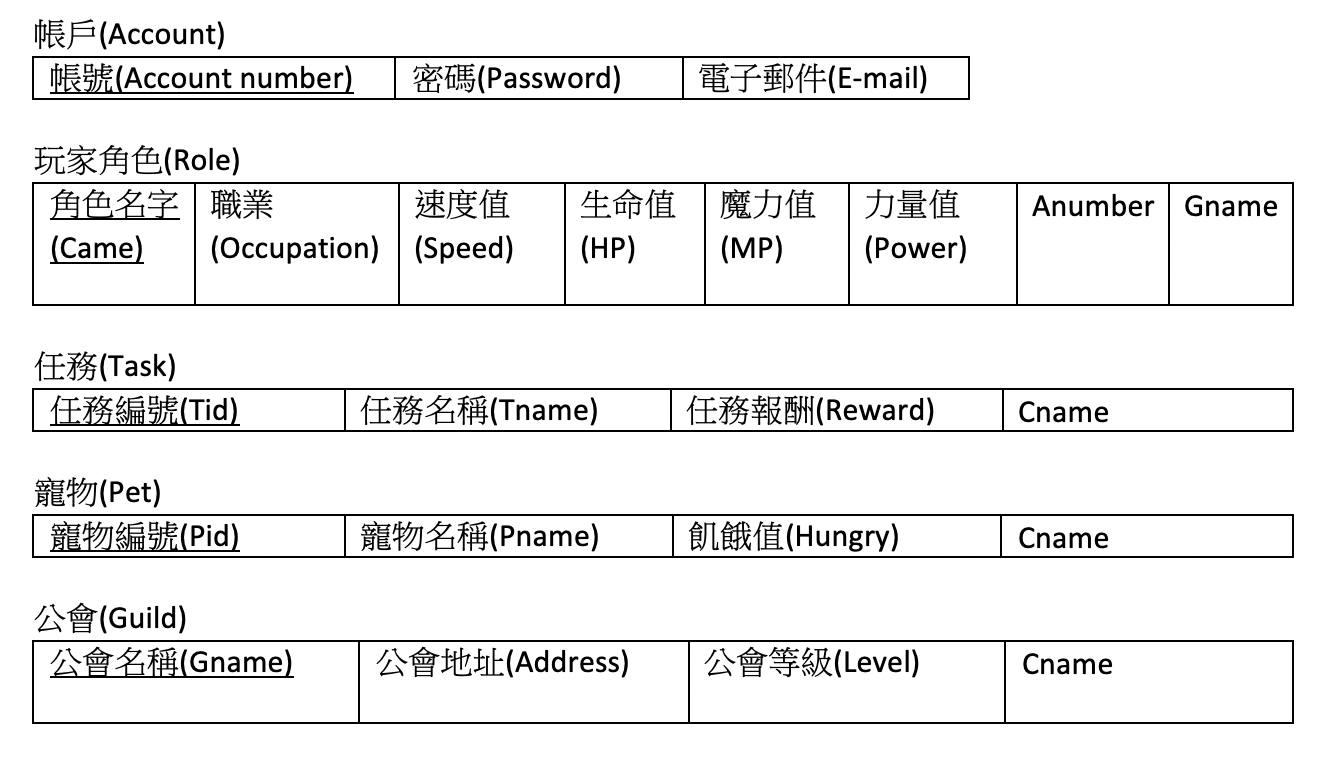 帳戶(Account)
帳號(Account number) 密碼(Password) 電子郵件(E-mail)
玩家角色(Role)
角色名字 職業 速度值 生命值 魔力值 力量值 Anumber Gname
(Came) (Occupation) (Speed) (HP) (MP) (Power)
任務(Task)
任務編號(Tid) 任務名稱(Tname) 任務報酬(Reward) Cname
寵物(Pet)
寵物編號(Pid) 寵物名稱(Pname) 飢餓值(Hungry) Cname
公會(Guild)
公會名稱(Gname) 公會地址(Address) 公會等級(Level) Cname